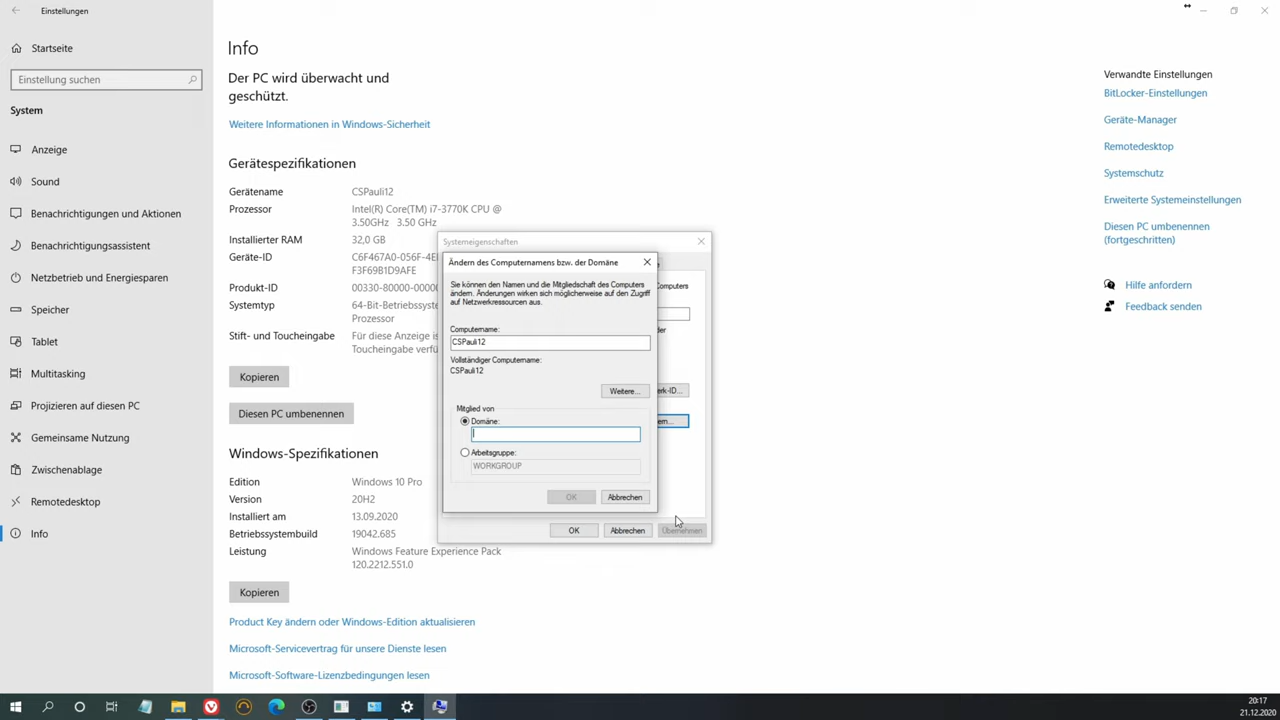 Einstellungen
Startseite
Einstellung suchen
System
Anzeige
Sound
Benachrichtigungen und Aktionen
Benachrichtigungsassistent
Netzbetrieb und Energiesparen
Speicher
Tablet
Multitasking
Projizieren auf diesen PC
Gemeinsame Nutzung
Zwischenablage
Remotedesktop
Info
Info
Der PC wird überwacht und
geschützt.
Weitere Informationen in Windows-Sicherheit
Gerätespezifikationen
Gerätename CSPauli12
Prozessor Intel(R) Core(TM) i7-3770K CPU @
3.50GHz 3.50 GHz
Installierter RAM 32,0 GB
Geräte-ID C6F467A0-056F-4E
F3F69B1D9AFE
Produkt-ID 00330-80000-0000
Systemtyp 64-Bit-Betriebssyste
Prozessor
Stift- und Toucheingabe Für diese Anzeige is
Toucheingabe verfü
Kopieren
Diesen PC umbenennen
Windows-Spezifikationen
Edition Windows 10 Pro
Version 20H2
Installiert am 13.09.2020
Betriebssystembuild 19042.685
Leistung Windows Feature Experience Pack
120.2212.551.0
Kopieren
Product Key ändern oder Windows-Edition aktualisieren
Microsoft-Servicevertrag für unsere Dienste lesen
Microsoft-Software-Lizenzbedingungen lesen
Systemeigenschaften
omputers
der
erk-ID...
ern...
OK Abbrechen Übernehmen
Ändern des Computernamens bzw. der Domäne
Sie können den Namen und die Mitgliedschaft des Computers
ändern. Änderungen wirken sich möglicherweise auf den Zugriff
auf Netzwerkressourcen aus.
Computername:
CSPauli12
Vollständiger Computername:
CSPauli12
Weitere...
Mitglied von
Domäne:
Arbeitsgruppe:
WORKGROUP
OK Abbrechen
Verwandte Einstellungen
BitLocker-Einstellungen
Geräte-Manager
Remotedesktop
Systemschutz
Erweiterte Systemeinstellungen
Diesen PC umbenennen
(fortgeschritten)
Hilfe anfordern
Feedback senden
20:17
21.12.2020